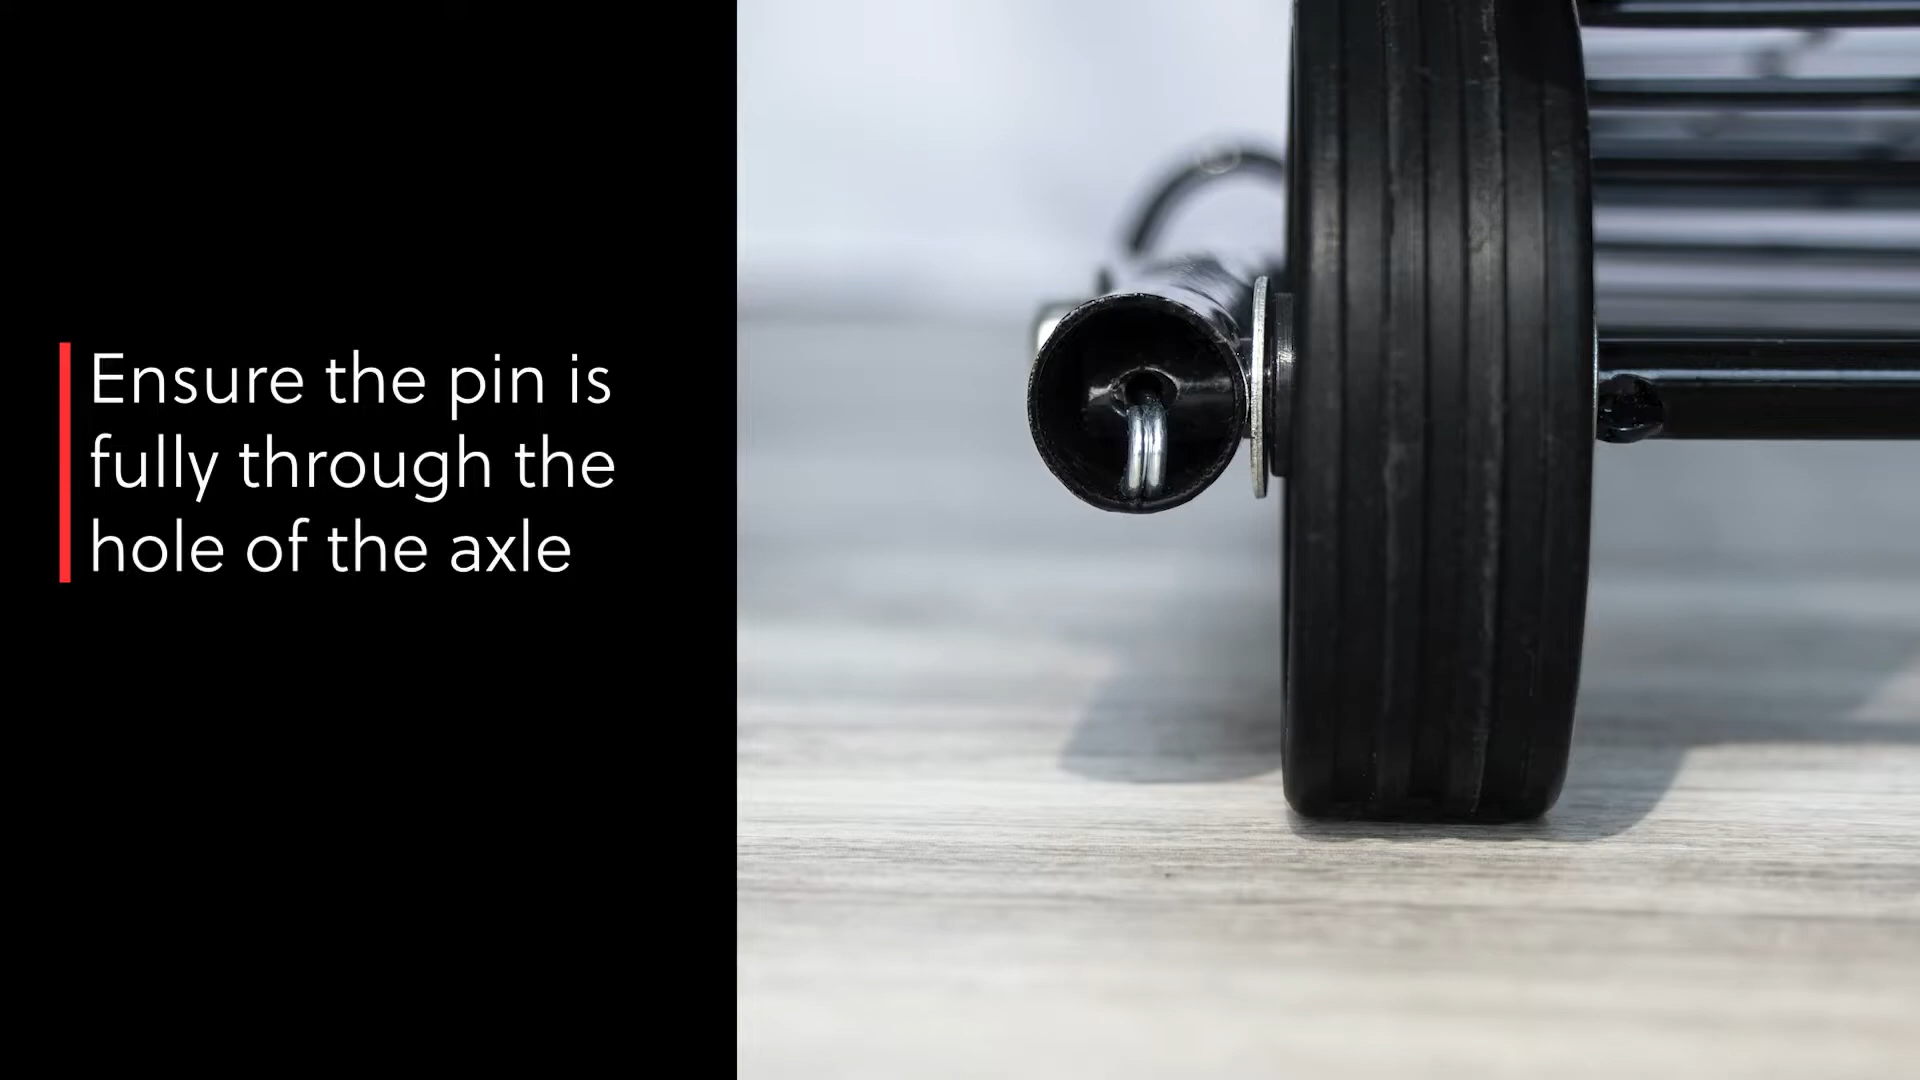 Ensure the pin is
fully through the
hole of the axle